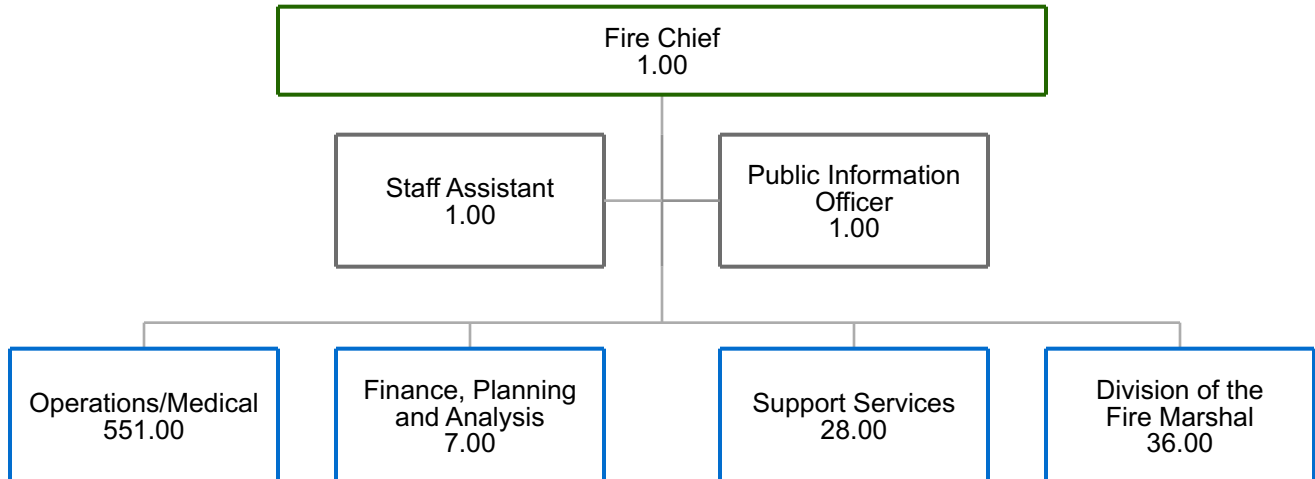 Fire Chief
1.00
Staff Assistant
1.00
Public Information
Officer
1.00
Operations/Medical
551.00
Finance, Planning
and Analysis
7.00
Support Services
28.00
Division of the
Fire Marshal
36.00